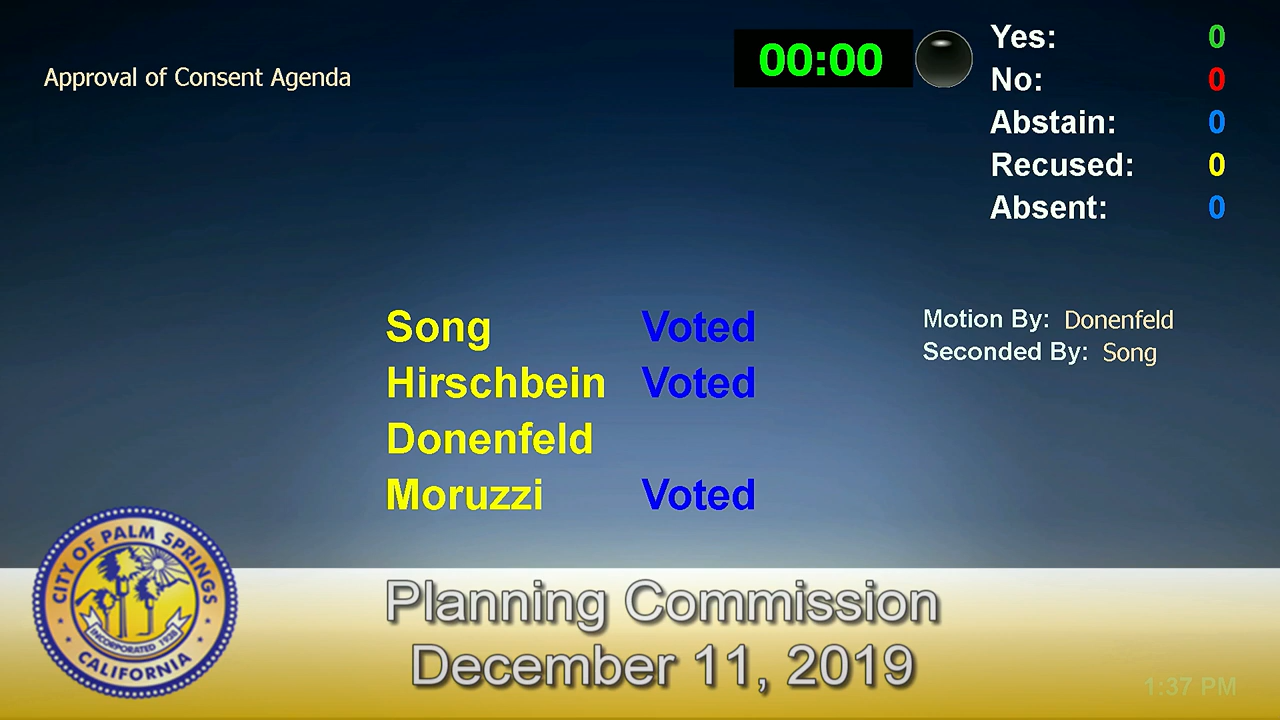 Approval of Consent Agenda
00:00
Yes: 0
No: 0
Abstain: 0
Recused: 0
Absent: 0
Song Voted
Hirschbein Voted
Donenfeld
Moruzzi Voted
Motion By: Donenfeld
Seconded By: Song
CITY OF PALM SPRINGS
INCORPORATED 1938
CALIFORNIA
Planning Commission
December 11, 2019
1:37 PM